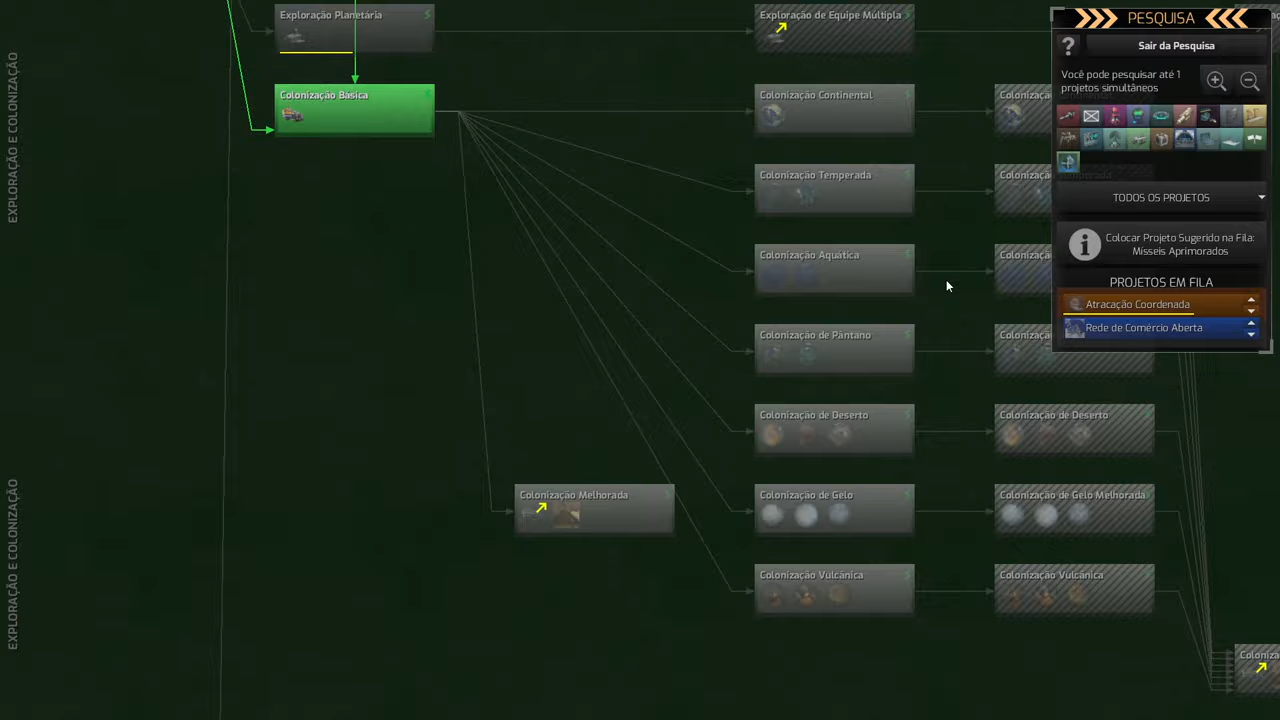 EXPLORAÇÃO E COLONIZAÇÃO
EXPLORAÇÃO E COLONIZAÇÃO
Exploração Planetária
Exploração de Equipe Múltipla
Colonização Básica
Colonização Continental
Colonização Temperada
Colonização Aquática
Colonização de Pântano
Colonização de Deserto
Colonização de Deserto
Colonização Melhorada
Colonização de Gelo
Colonização de Gelo Melhorada
Colonização Vulcânica
Colonização Vulcânica
PESQUISA
?
Sair da Pesquisa
Você pode pesquisar até 1
projetos simultâneos
TODOS OS PROJETOS
Colocar Projeto Sugerido na Fila:
Mísseis Aprimorados
PROJETOS EM FILA
Atracação Coordenada
Rede de Comércio Aberta